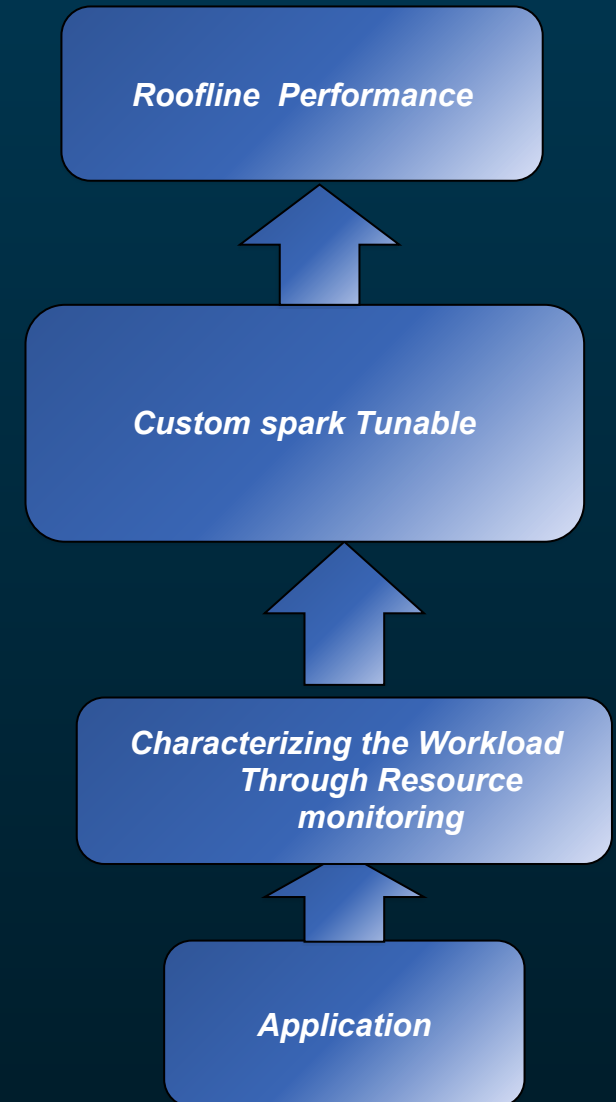 Roofline Performance
Custom spark Tunable
Characterizing the Workload
Through Resource
monitoring
Application